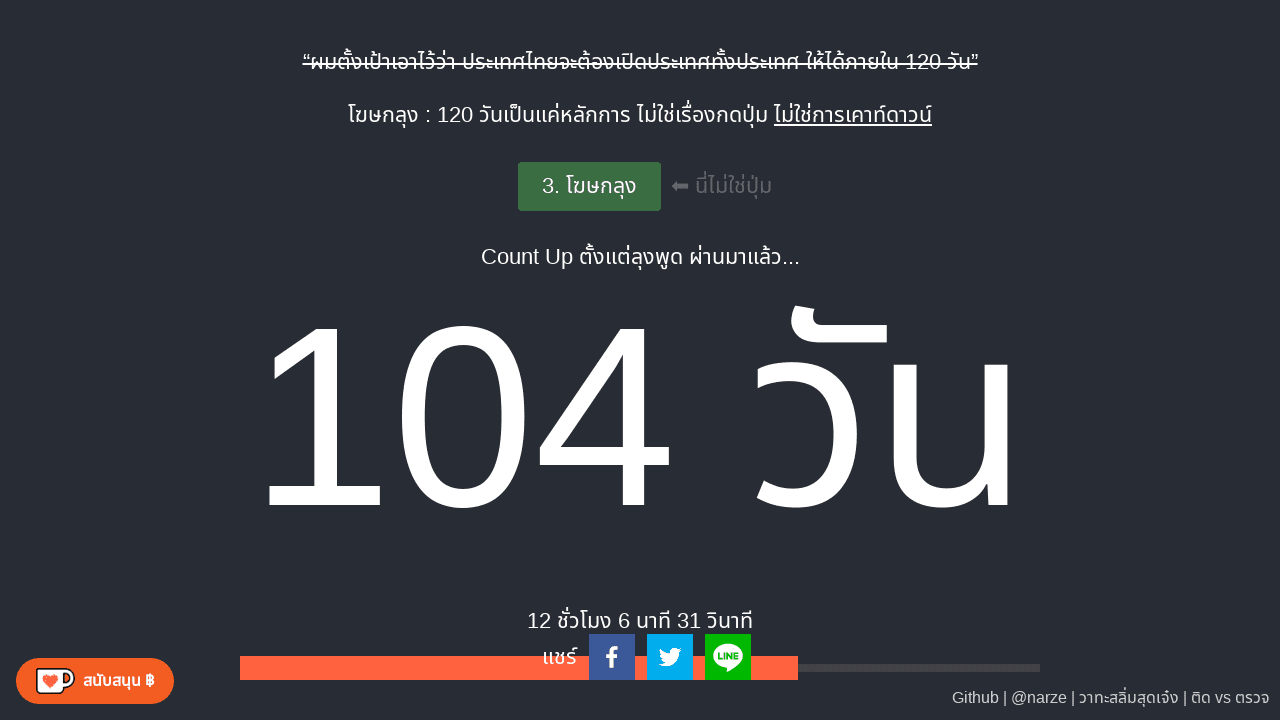 “ผมตั้งเป้าเอาไว้ว่า ประเทศไทยจะต้องเปิดประเทศทั้งประเทศ ให้ได้ภายใน 120 วัน”
โฆษกลุง : 120 วันเป็นแค่หลักการ ไม่ใช่เรื่องกดปุ่ม ไม่ใช่การเคาท์ดาวน์
3. โฆษกลุง ⬅ นี่ไม่ใช่ปุ่ม
Count Up ตั้งแต่ลุงพูด ผ่านมาแล้ว...
104 วัน
12 ชั่วโมง 6 นาที 31 วินาที
แชร์
LINE
สนับสนุน ฿
Github | @narze | วาทะสลิ่มสุดเจ๋ง | ติด vs ตรวจ